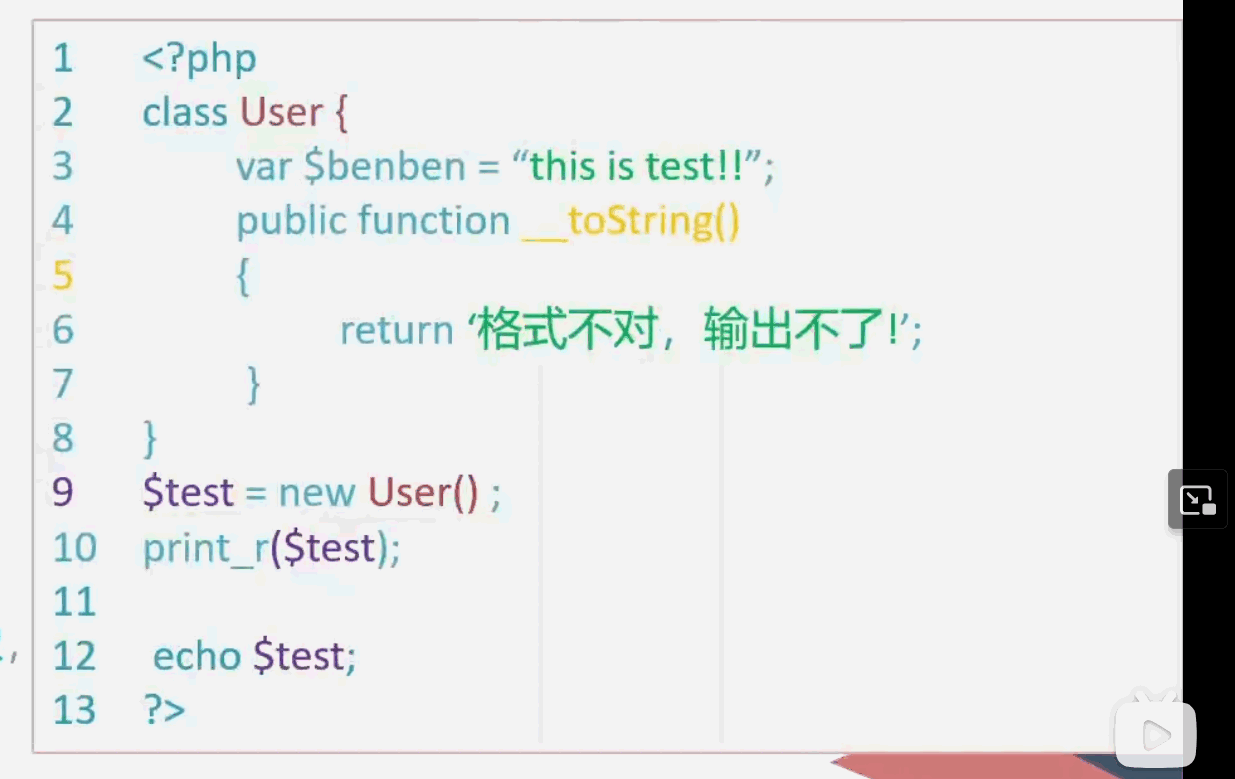 1 <?php
2 class User {
3 var $benben = “this is test!!”;
4 public function __toString()
5 {
6 return ‘格式不对，输出不了!’;
7 }
8 }
9 $test = new User() ;
10 print_r($test);
11
12 echo $test;
13 ?>